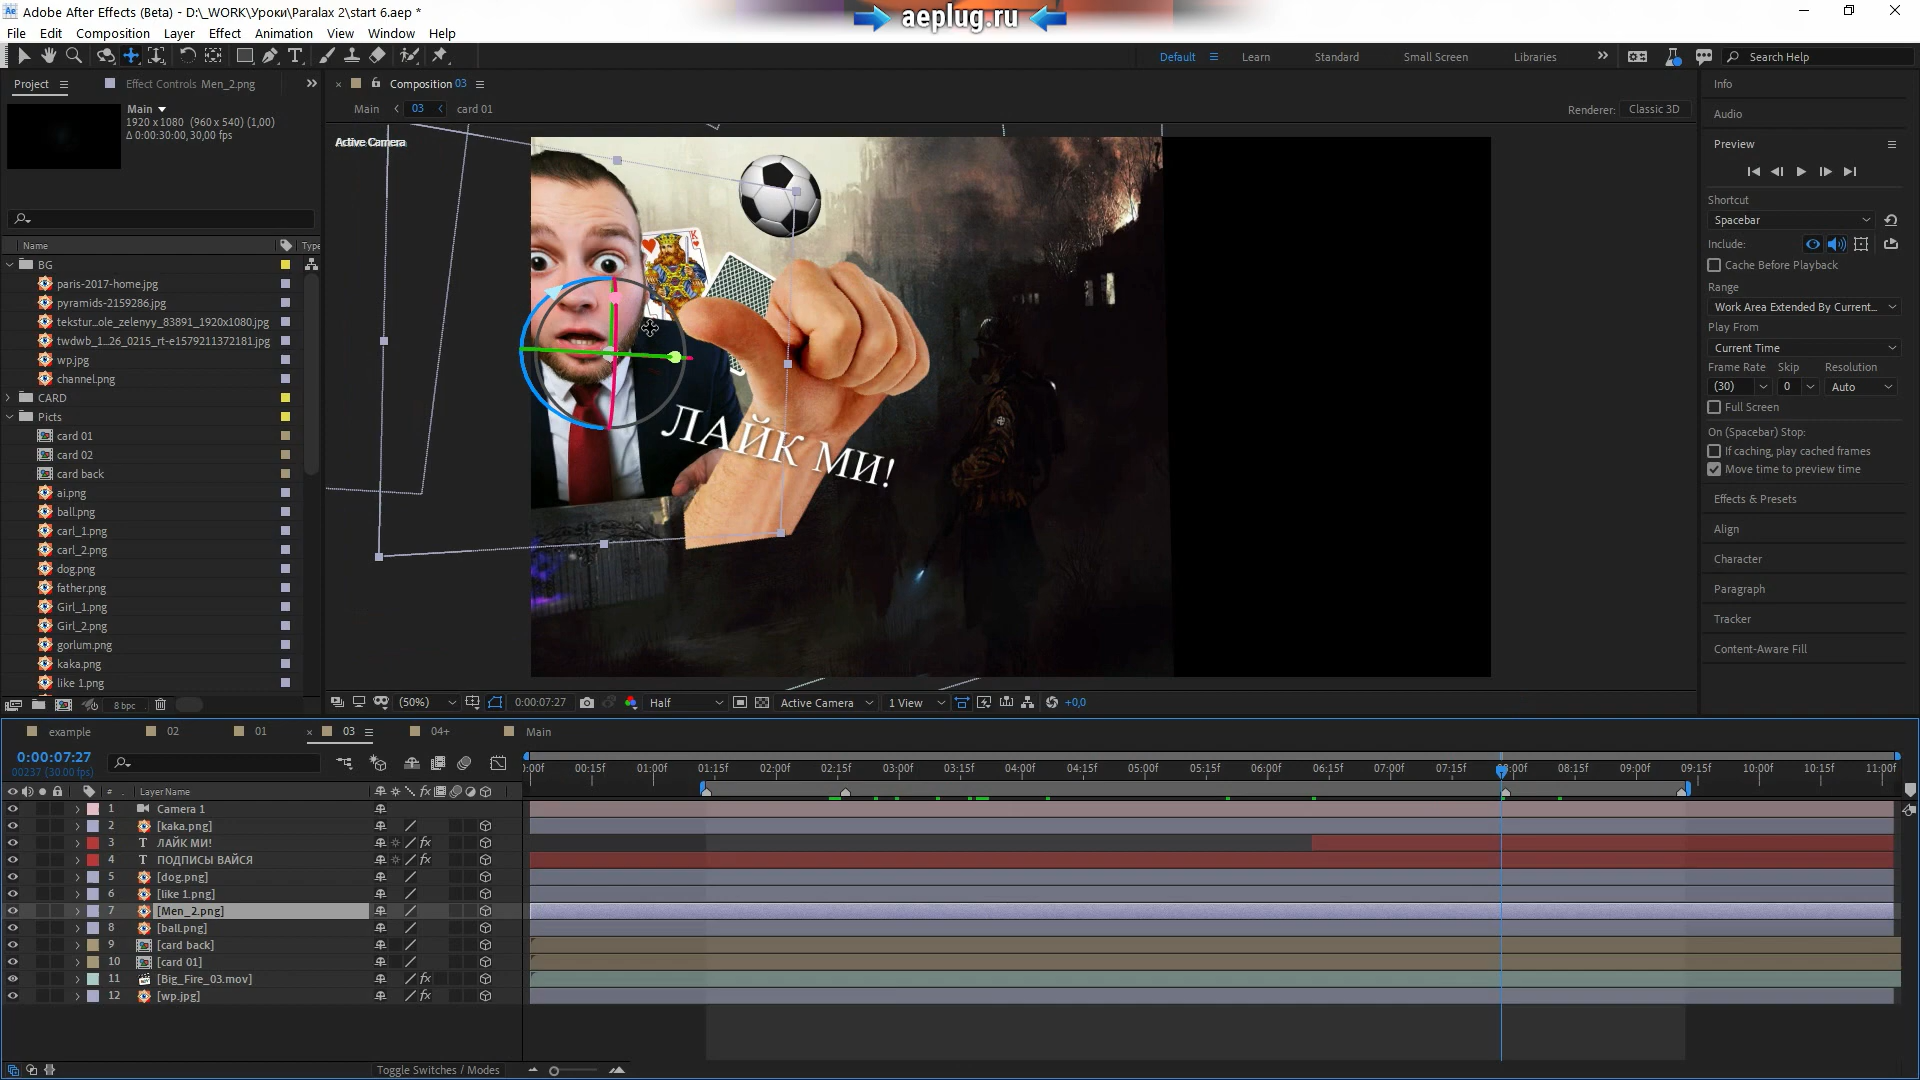 Adobe After Effects (Beta) - D:\_WORK\Уроки\Paralax 2\start 6.aep *
aeplug.ru
File Edit Composition Layer Effect Animation View Window Help
Default Learn Standard Small Screen Libraries Search Help
Project Effect Controls Men_2.png
Composition 03
Main
1920 x 1080 (960 x 540) (1,00)
Δ 0:00:30:00, 30,00 fps
Main 03 card 01
Renderer: Classic 3D
Active Camera
Name Type
BG
paris-2017-home.jpg
pyramids-2159286.jpg
tekstur...ole_zelenyy_83891_1920x1080.jpg
twdwb_1...26_0215_rt-e1579211372181.jpg
wp.jpg
channel.png
CARD
Picts
card 01
card 02
card back
ai.png
ball.png
carl_1.png
carl_2.png
dog.png
father.png
Girl_1.png
Girl_2.png
gorlum.png
kaka.png
like 1.png
8 bpc
K
ЛАЙК МИ!
(50%) 0:00:07:27 Half Active Camera 1 View +0,0
Info
Audio
Preview
Shortcut
Spacebar
Include:
Cache Before Playback
Range
Work Area Extended By Current...
Play From
Current Time
Frame Rate Skip Resolution
(30) 0 Auto
Full Screen
On (Spacebar) Stop:
If caching, play cached frames
Move time to preview time
Effects & Presets
Align
Character
Paragraph
Tracker
Content-Aware Fill
example 02 01 03 04+ Main
0:00:07:27
00237 (30.00 fps)
:00f 00:15f 01:00f 01:15f 02:00f 02:15f 03:00f 03:15f 04:00f 04:15f 05:00f 05:15f 06:00f 06:15f 07:00f 07:15f 08:00f 08:15f 09:00f 09:15f 10:00f 10:15f 11:00f
# Layer Name
1 Camera 1
2 [kaka.png]
3 T ЛАЙК МИ!
4 T ПОДПИСЫ ВАЙСЯ
5 [dog.png]
6 [like 1.png]
7 [Men_2.png]
8 [ball.png]
9 [card back]
10 [card 01]
11 [Big_Fire_03.mov]
12 [wp.jpg]
Toggle Switches / Modes